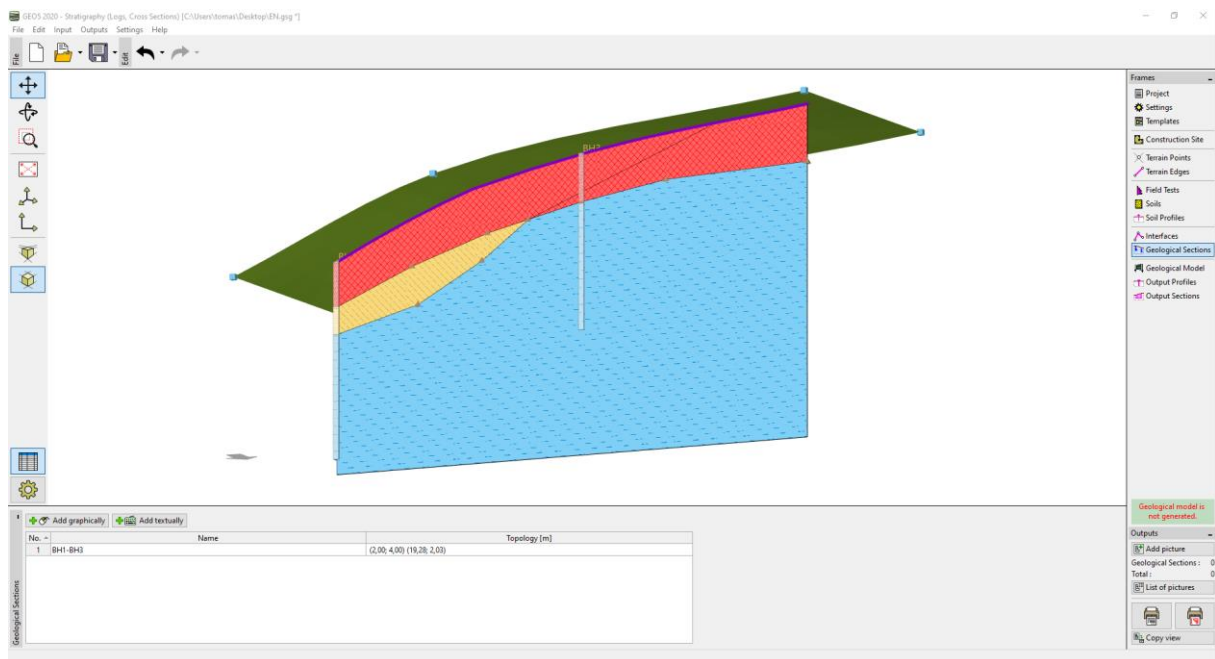 GEO5 2020 - Stratigraphy (Logs, Cross Sections) [C:\Users\tomas\Desktop\EN.gsg *]
File Edit Input Outputs Settings Help
File
Edit
BH2
Frames
Project
Settings
Templates
Construction Site
Terrain Points
Terrain Edges
Field Tests
Soils
Soil Profiles
Interfaces
Geological Sections
Geological Model
Output Profiles
Output Sections
Geological model is
not generated.
Outputs
Add picture
Geological Sections : 0
Total : 0
List of pictures
Copy view
Add graphically Add textually
No. Name Topology [m]
1 BH1-BH3 (2,00; 4,00) (19,28; 2,03)
Geological Sections